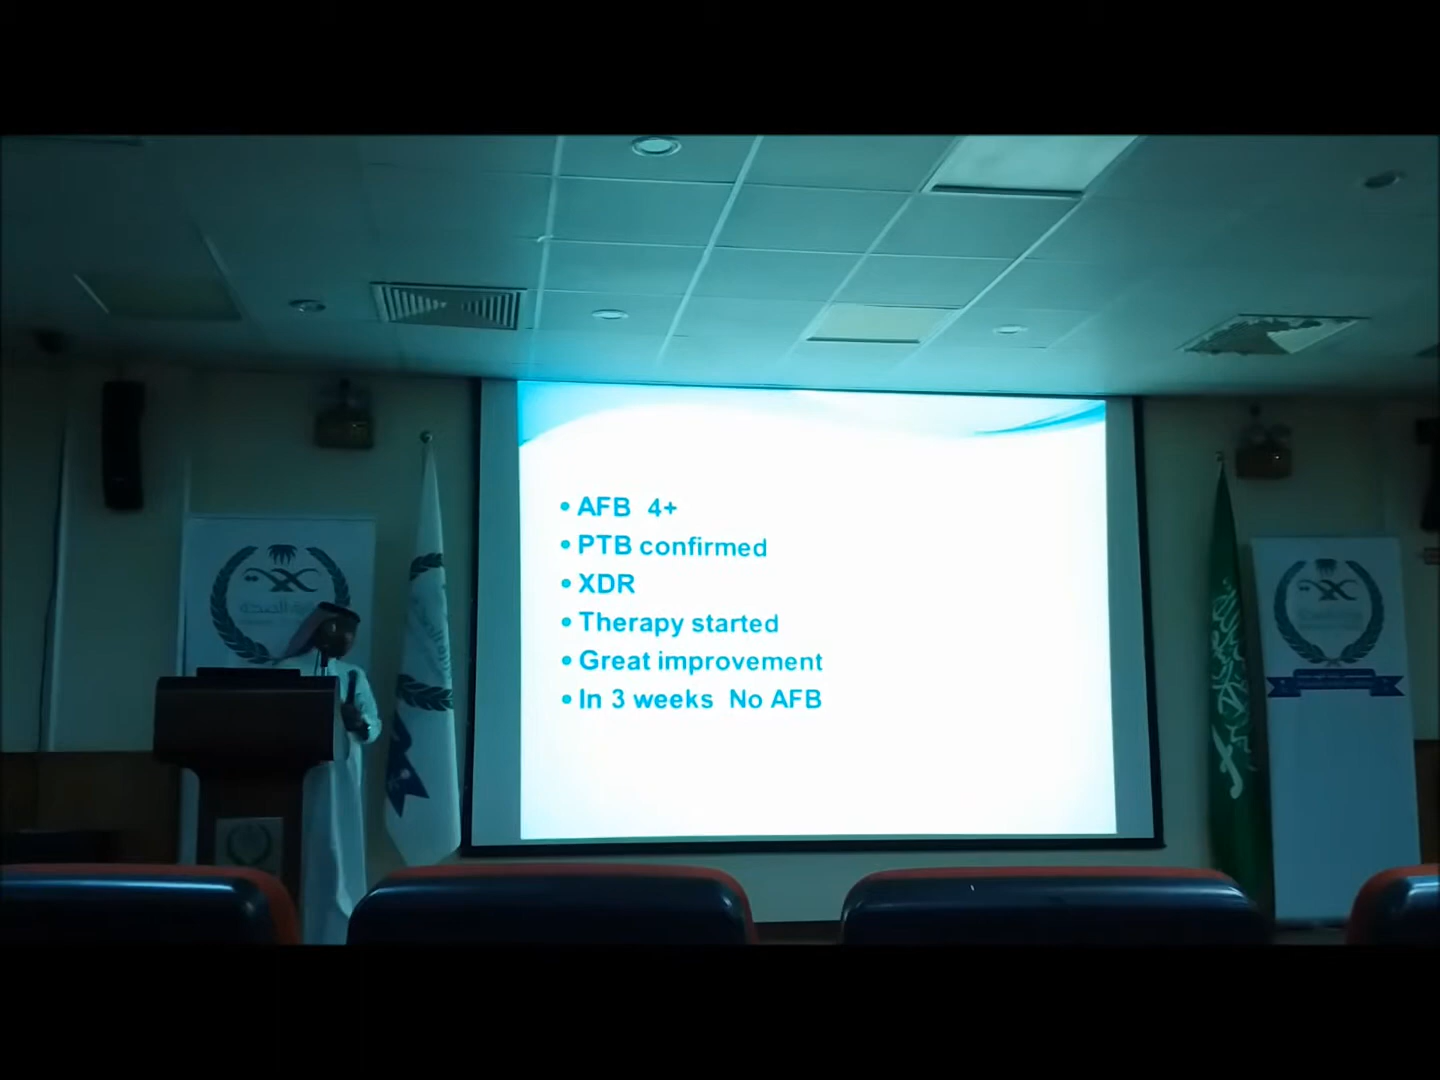 • AFB  4+
• PTB confirmed
• XDR
• Therapy started
• Great improvement
• In 3 weeks  No AFB